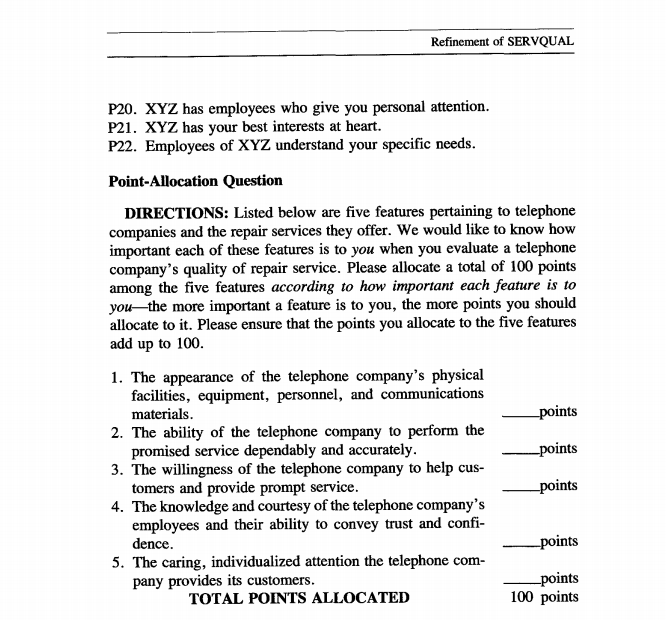 Refinement of SERVQUAL
P20. XYZ has employees who give you personal attention.
P21. XYZ has your best interests at heart.
P22. Employees of XYZ understand your specific needs.
Point-Allocation Question
DIRECTIONS: Listed below are five features pertaining to telephone
companies and the repair services they offer. We would like to know how
important each of these features is to you when you evaluate a telephone
company's quality of repair service. Please allocate a total of 100 points
among the five features according to how important each feature is to
you—the more important a feature is to you, the more points you should
allocate to it. Please ensure that the points you allocate to the five features
add up to 100.
1. The appearance of the telephone company's physical
facilities, equipment, personnel, and communications
materials. _____points
2. The ability of the telephone company to perform the
promised service dependably and accurately. _____points
3. The willingness of the telephone company to help cus-
tomers and provide prompt service. _____points
4. The knowledge and courtesy of the telephone company's
employees and their ability to convey trust and confi-
dence. _____points
5. The caring, individualized attention the telephone com-
pany provides its customers. _____points
TOTAL POINTS ALLOCATED 100 points